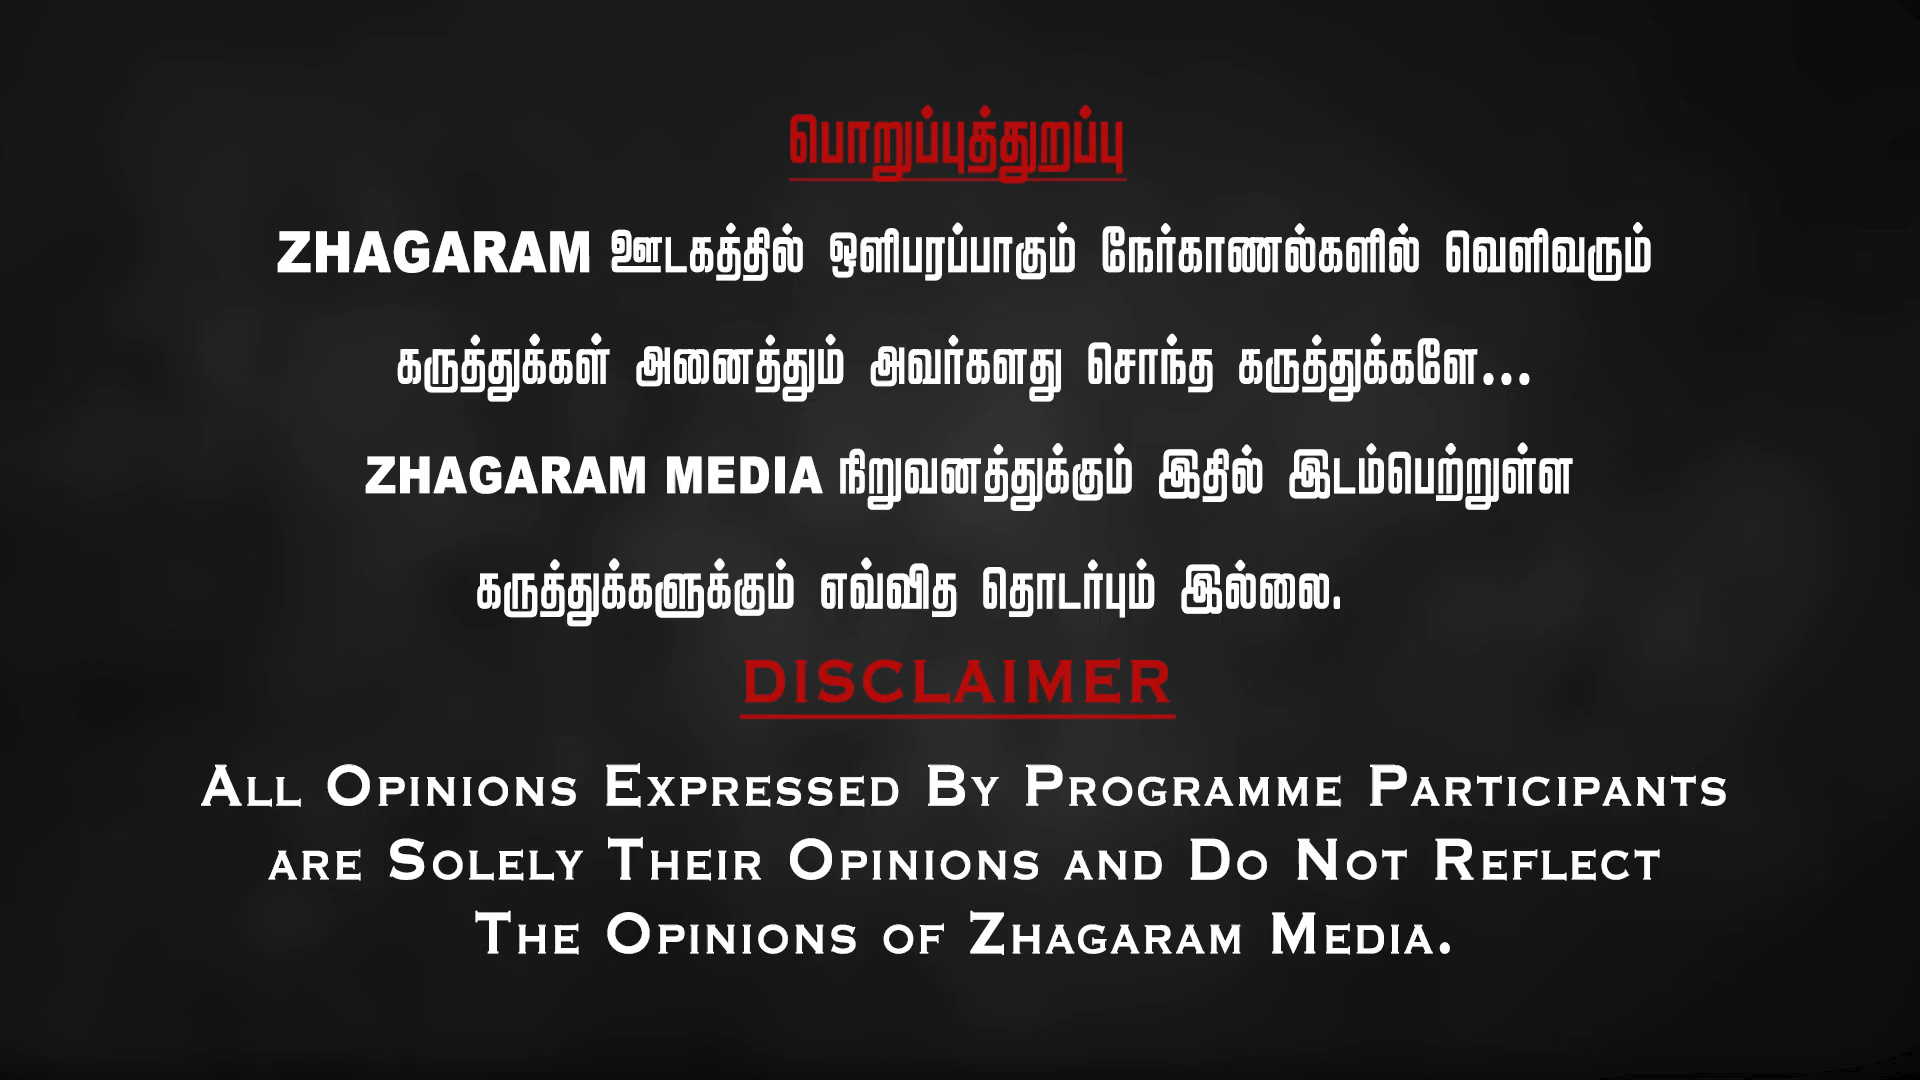 பொறுப்புத்துறப்பு
ZHAGARAM ஊடகத்தில் ஒளிபரப்பாகும் நேர்காணல்களில் வெளிவரும்
கருத்துக்கள் அனைத்தும் அவர்களது சொந்த கருத்துக்களே...
ZHAGARAM MEDIA நிறுவனத்துக்கும் இதில் இடம்பெற்றுள்ள
கருத்துக்களுக்கும் எவ்வித தொடர்பும் இல்லை.
DISCLAIMER
All Opinions Expressed By Programme Participants
are Solely Their Opinions and Do Not Reflect
The Opinions of Zhagaram Media.